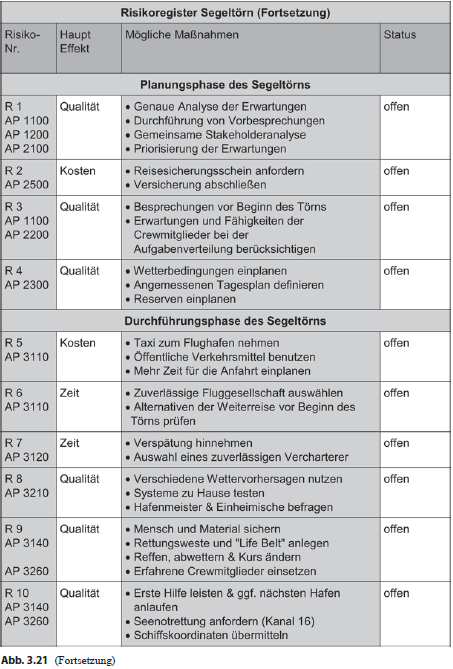 Risikoregister Segeltörn (Fortsetzung)
Risiko- Haupt Mögliche Maßnahmen Status
Nr. Effekt
Planungsphase des Segeltörns
R 1 Qualität • Genaue Analyse der Erwartungen offen
AP 1100 • Durchführung von Vorbesprechungen
AP 1200 • Gemeinsame Stakeholderanalyse
AP 2100 • Priorisierung der Erwartungen
R 2 Kosten • Reisesicherungsschein anfordern offen
AP 2500 • Versicherung abschließen
R 3 Qualität • Besprechungen vor Beginn des Törns offen
AP 1100 • Erwartungen und Fähigkeiten der
AP 2200 Crewmitglieder bei der
Aufgabenverteilung berücksichtigen
R 4 Qualität • Wetterbedingungen einplanen offen
AP 2300 • Angemessenen Tagesplan definieren
• Reserven einplanen
Durchführungsphase des Segeltörns
R 5 Kosten • Taxi zum Flughafen nehmen offen
AP 3110 • Öffentliche Verkehrsmittel benutzen
• Mehr Zeit für die Anfahrt einplanen
R 6 Zeit • Zuverlässige Fluggesellschaft auswählen offen
AP 3110 • Alternativen der Weiterreise vor Beginn des
Törns prüfen
R 7 Zeit • Verspätung hinnehmen offen
AP 3120 • Auswahl eines zuverlässigen Vercharterer
R 8 Qualität • Verschiedene Wettervorhersagen nutzen offen
AP 3210 • Systeme zu Hause testen
• Hafenmeister & Einheimische befragen
R 9 Qualität • Mensch und Material sichern offen
AP 3140 • Rettungsweste und "Life Belt" anlegen
• Reffen, abwettern & Kurs ändern
AP 3260 • Erfahrene Crewmitglieder einsetzen
R 10 Qualität • Erste Hilfe leisten & ggf. nächsten Hafen offen
AP 3140 anlaufen
AP 3260 • Seenotrettung anfordern (Kanal 16)
• Schiffskoordinaten übermitteln
Abb. 3.21 (Fortsetzung)